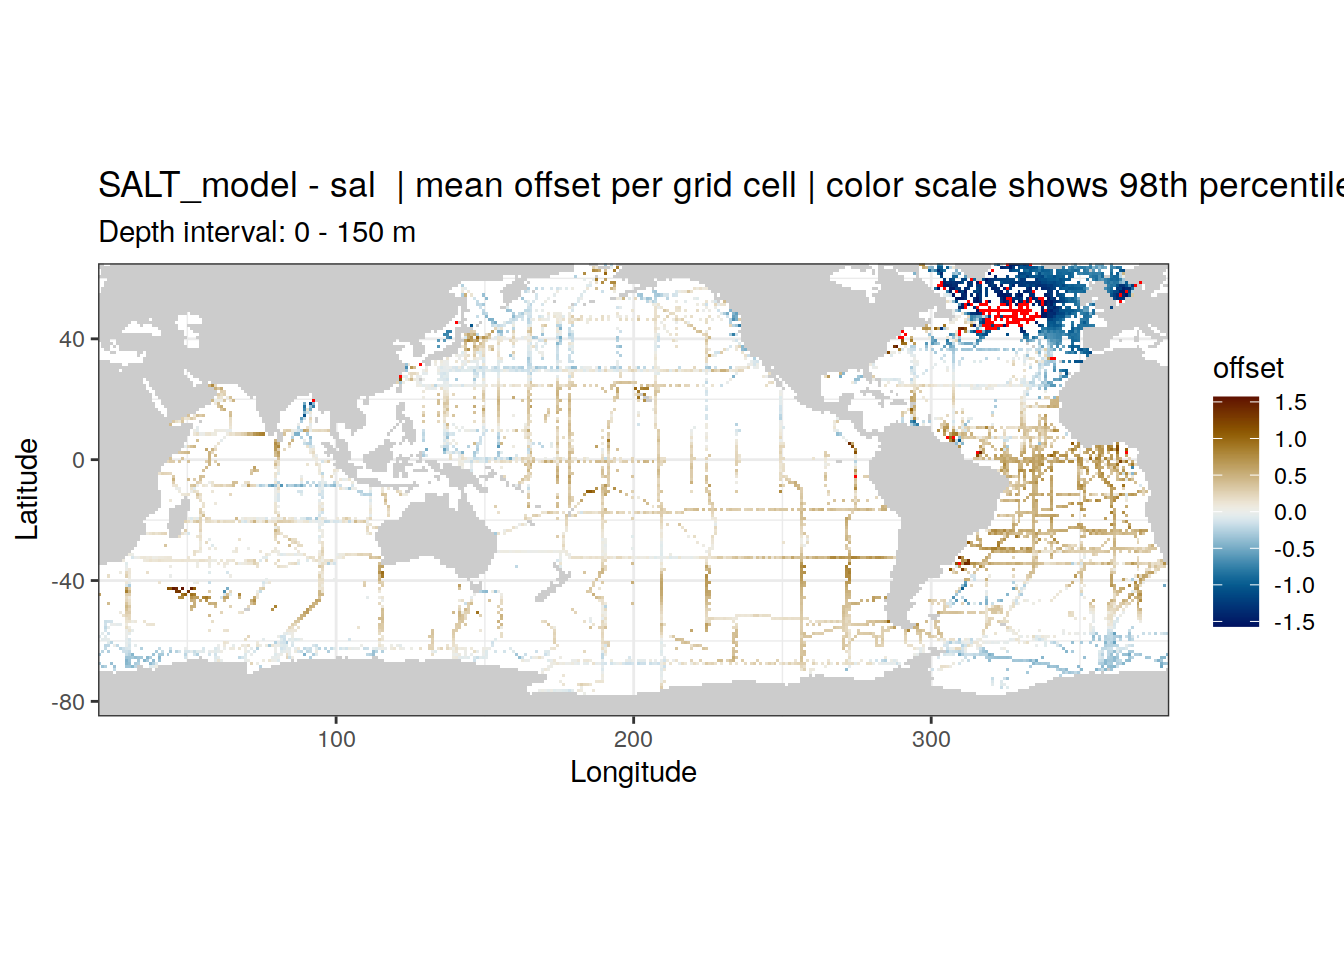 SALT_model - sal  | mean offset per grid cell | color scale shows 98th percentile
Depth interval: 0 - 150 m
Latitude
40
0
-40
-80
100
200
300
Longitude
offset
1.5
1.0
0.5
0.0
-0.5
-1.0
-1.5